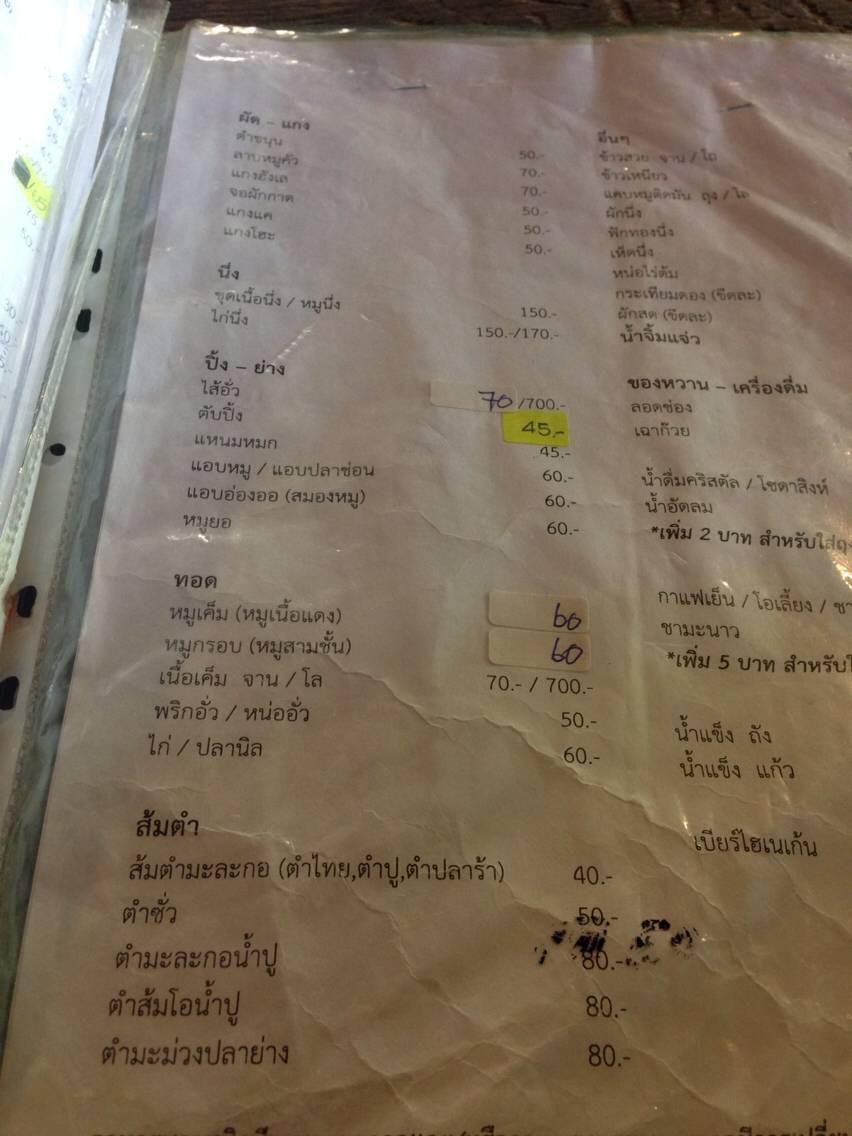 ผัด – แกง
ตำขนุน 50.-
ลาบหมูคั่ว 70.-
แกงฮังเล 70.-
จอผักกาด 50.-
แกงแค 50.-
แกงโฮะ 50.-
นึ่ง
ชุดเนื้อนึ่ง / หมูนึ่ง 150.-
ไก่นึ่ง 150.-/170.-
ปิ้ง – ย่าง
ไส้อั่ว 70 /700.-
ตับปิ้ง 45.-
แหนมหมก 45.-
แอบหมู / แอบปลาช่อน 60.-
แอบอ่องออ (สมองหมู) 60.-
หมูยอ 60.-
ทอด
หมูเค็ม (หมูเนื้อแดง) 60
หมูกรอบ (หมูสามชั้น) 60
เนื้อเค็ม จาน / โล 70.- / 700.-
พริกอั่ว / หน่ออั่ว 50.-
ไก่ / ปลานิล 60.-
ส้มตำ
ส้มตำมะละกอ (ตำไทย,ตำปู,ตำปลาร้า) 40.-
ตำซั่ว 50.-
ตำมะละกอน้ำปู 80.-
ตำส้มโอน้ำปู 80.-
ตำมะม่วงปลาย่าง 80.-
อื่นๆ
ข้าวสวย จาน / โถ
ข้าวเหนียว
แคบหมูติดมัน ถุง / โล
ผักนึ่ง
ฟักทองนึ่ง
เห็ดนึ่ง
หน่อไร่ต้ม
กระเทียมดอง (ขีดละ)
ผักสด (ขีดละ)
น้ำจิ้มแจ่ว
ของหวาน – เครื่องดื่ม
ลอดช่อง
เฉาก๊วย
น้ำดื่มคริสตัล / โซดาสิงห์
น้ำอัดลม
*เพิ่ม 2 บาท สำหรับใส่ถุง
กาแฟเย็น / โอเลี้ยง / ชา
ชามะนาว
*เพิ่ม 5 บาท สำหรับใ
น้ำแข็ง ถัง
น้ำแข็ง แก้ว
เบียร์ไฮเนเก้น